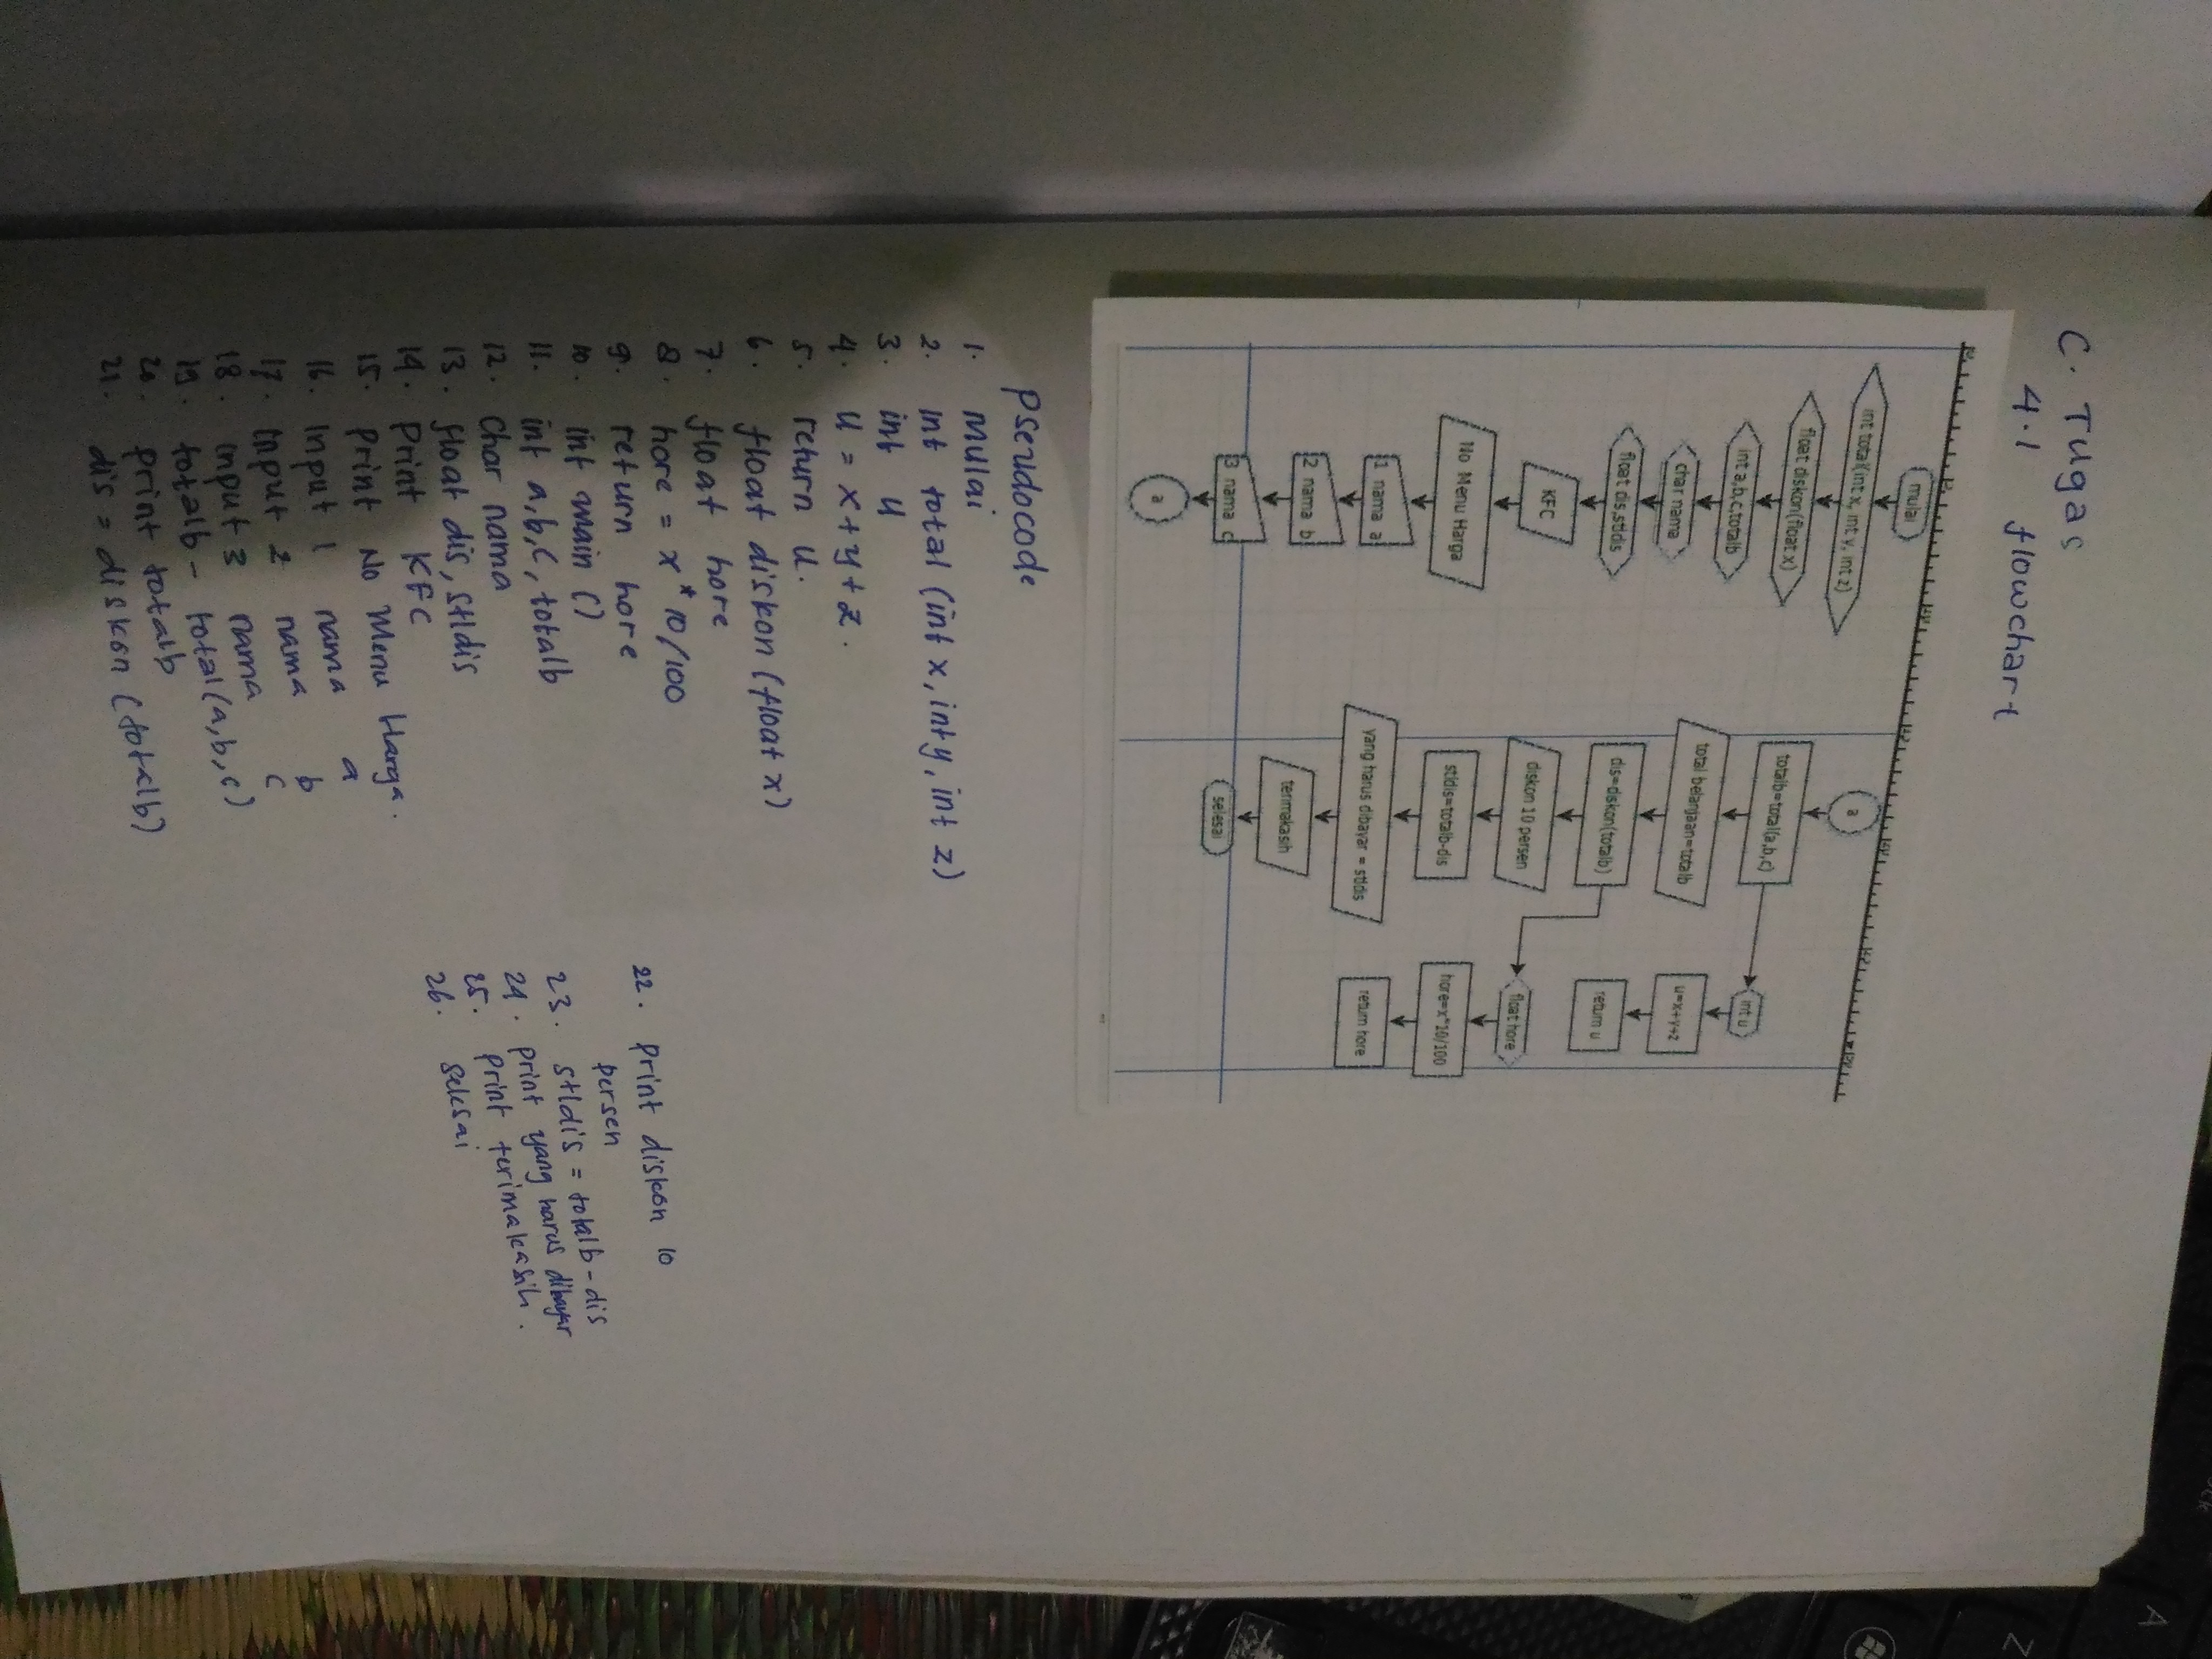 C. Tugas
4.1 flowchart
mulai
int total(int x, int y, int z)
float diskon(float x)
int a,b,c,totalb
char nama
float dis,stldis
KFC
No Menu Harga
1 nama a
2 nama b
3 nama c
a
a
totalb=total(a,b,c)
total belanjaan=totalb
dis=diskon(totalb)
diskon 10 persen
stldis=totalb-dis
yang harus dibayar = stldis
terimakasih
selesai
int u
u=x+y+z
return u
float hore
hore=x*10/100
return hore
Pseudocode
1. mulai
2. int total (int x, int y, int z)
3. int u
4. u = x+y+z.
5. return u.
6. float diskon (float x)
7. float hore
8. hore = x*10/100
9. return hore
10. int main ()
11. int a,b,c,totalb
12. char nama
13. float dis, stldis
14. print KFC
15. print No Menu Harga.
16. Input 1 nama a
17. Input 2 nama b
18. Input 3 nama c
19. totalb - total(a,b,c)
20. print totalb
21. dis = diskon (totalb)
22. print diskon 10
persen
23. stldis = totalb - dis
24. print yang harus dibayar
25. print terimakasih.
26. selesai
A
Z